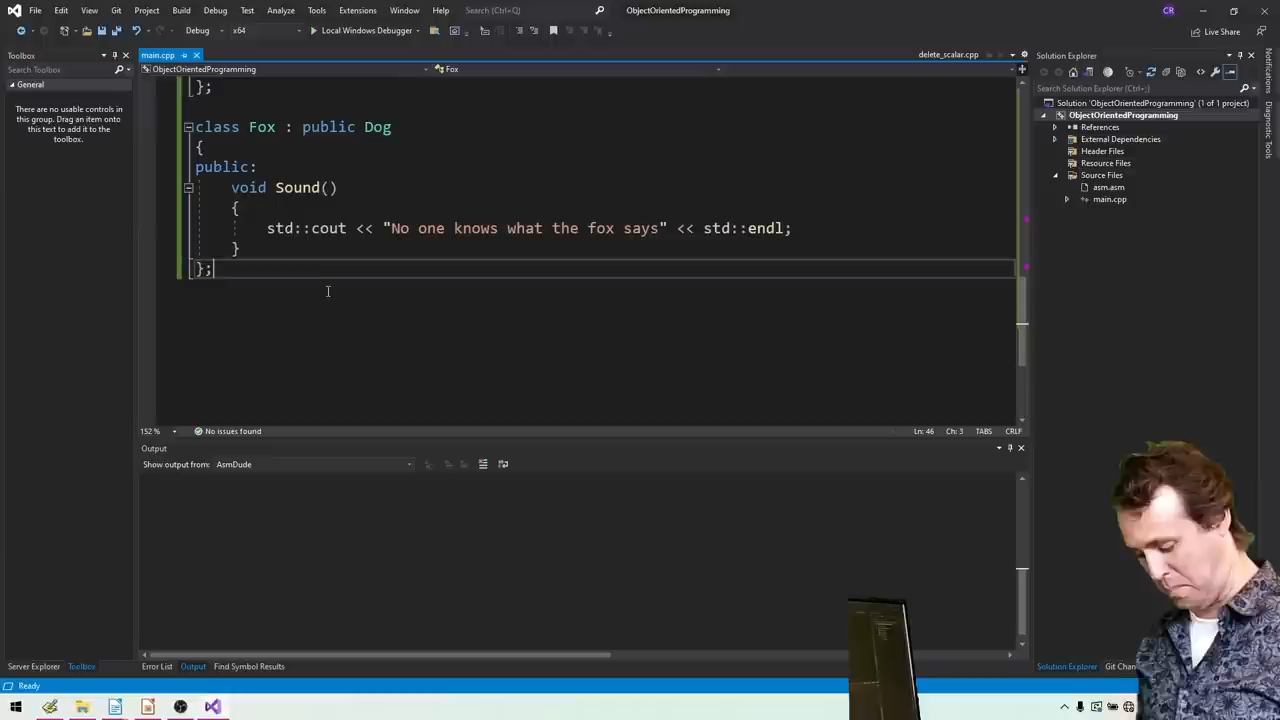 File Edit View Git Project Build Debug Test Analyze Tools Extensions Window Help Search (Ctrl+Q) ObjectOrientedProgramming CR
Debug x64 Local Windows Debugger Live Share
Toolbox
Search Toolbox
General
There are no usable controls in
this group. Drag an item onto
this text to add it to the
toolbox.
main.cpp delete_scalar.cpp
ObjectOrientedProgramming Fox
};
class Fox : public Dog
{
public:
void Sound()
{
std::cout << "No one knows what the fox says" << std::endl;
}
};
152 % No issues found Ln: 46 Ch: 3 TABS CRLF
Output
Show output from: AsmDude
Solution Explorer
Search Solution Explorer (Ctrl+;)
Solution 'ObjectOrientedProgramming' (1 of 1 project)
ObjectOrientedProgramming
References
External Dependencies
Header Files
Resource Files
Source Files
asm.asm
main.cpp
Notifications
Diagnostic Tools
Server Explorer Toolbox Error List Output Find Symbol Results Solution Explorer Git Chan
Ready